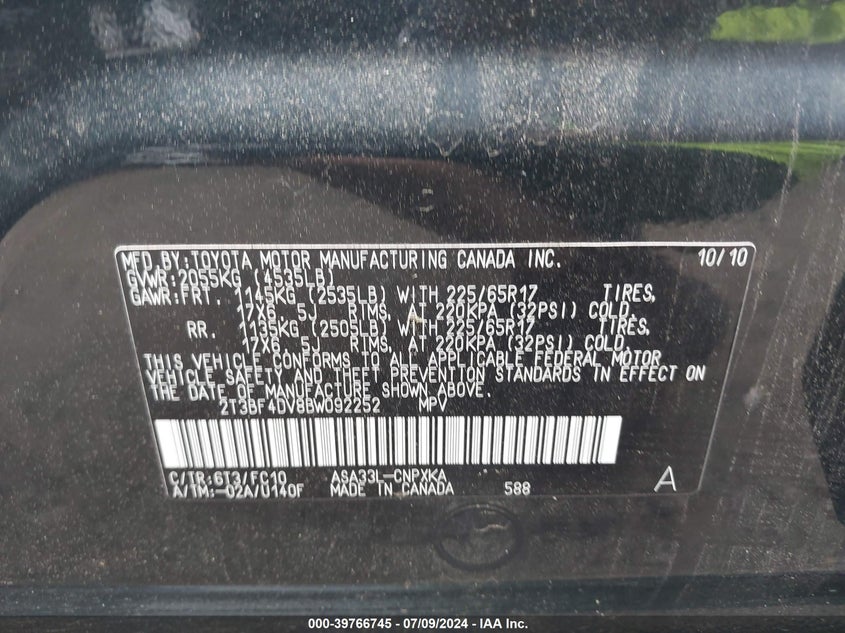 MFD. BY: TOYOTA MOTOR MANUFACTURING CANADA INC. 10/10
GVWR: 2055KG (4535LB)
GAWR: FRT. 1145KG (2535LB) WITH 225/65R17 TIRES,
17X6. 5J RIMS, AT 220KPA (32PSI) COLD.
RR. 1135KG (2505LB) WITH 225/65R17 TIRES,
17X6. 5J RIMS, AT 220KPA (32PSI) COLD.
THIS VEHICLE CONFORMS TO ALL APPLICABLE FEDERAL MOTOR
VEHICLE SAFETY AND THEFT PREVENTION STANDARDS IN EFFECT ON
THE DATE OF MANUFACTURE SHOWN ABOVE.
2T3BF4DV8BW092252 MPV
C/TR:6T3/FC10 ASA33L-CNPXKA
A/TM:-02A/U140F MADE IN CANADA 588 A
000-39766745 - 07/09/2024 - IAA Inc.